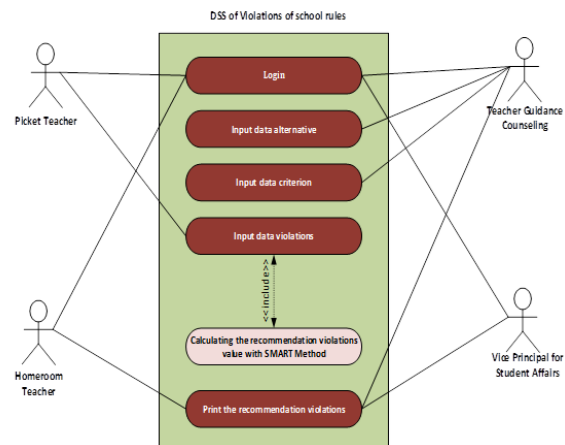 DSS of Violations of school rules
Login
Picket Teacher
Teacher Guidance
Counseling
Input data alternative
Input data criterion
Input data violations
<<include>>
Calculating the recommendation violations
value with SMART Method
Homeroom
Teacher
Vice Principal for
Student Affairs
Print the recommendation violations